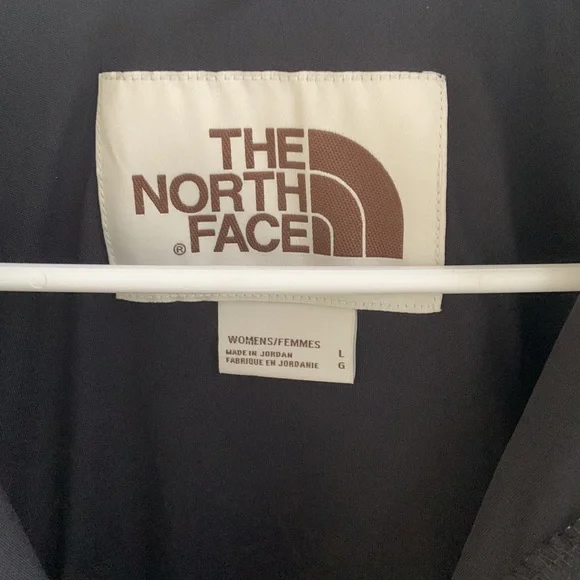 THE
NORTH
® FACE
WOMENS/FEMMES
MADE IN JORDAN L
FABRIQUE EN JORDANIE G